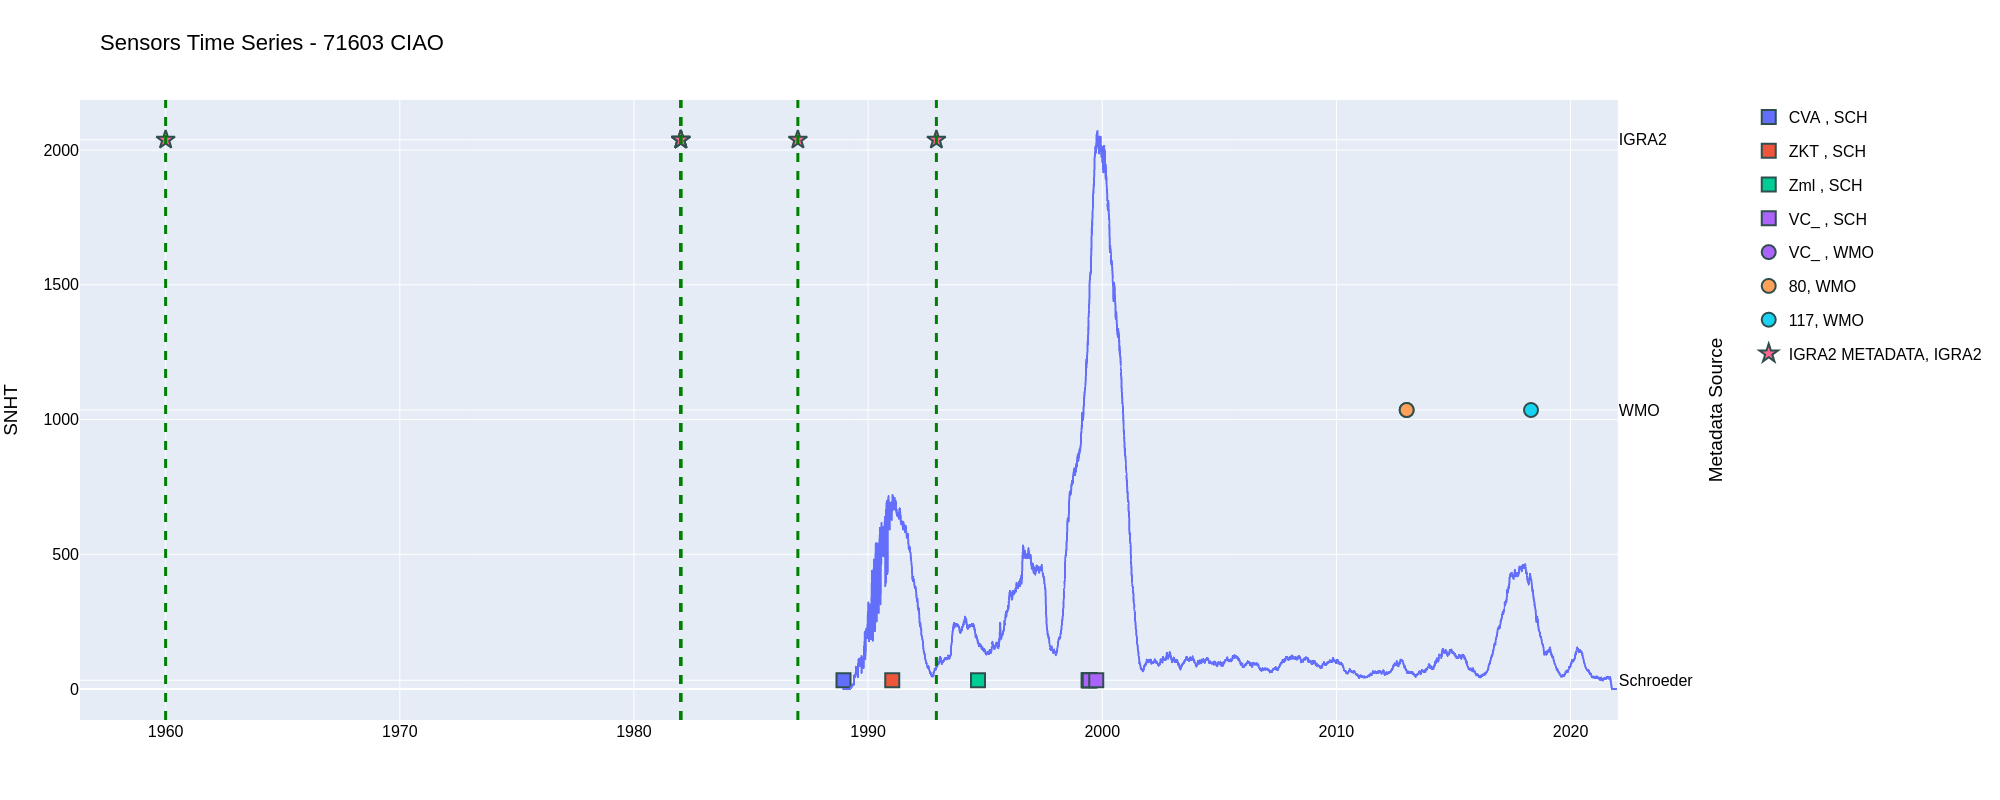 Sensors Time Series - 71603 CIAO
SNHT
2000
1500
1000
500
0
1960
1970
1980
1990
2000
2010
2020
IGRA2
WMO
Schroeder
Metadata Source
CVA , SCH
ZKT , SCH
Zml , SCH
VC_ , SCH
VC_ , WMO
80, WMO
117, WMO
IGRA2 METADATA, IGRA2